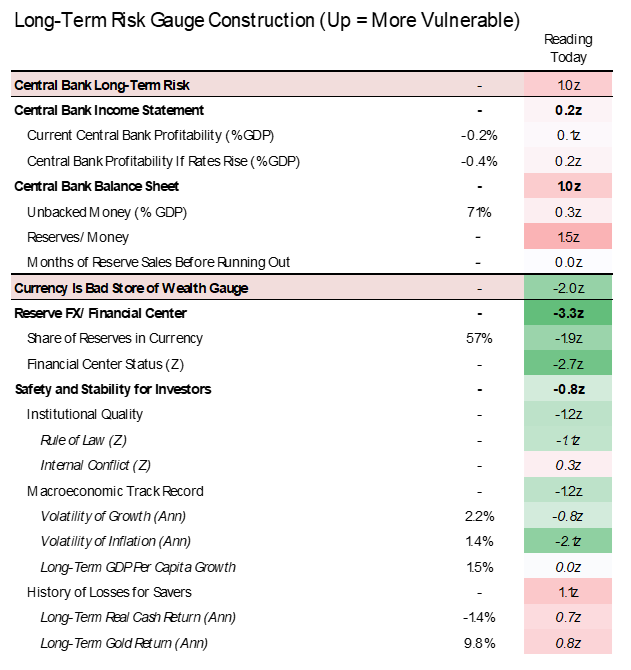 Long-Term Risk Gauge Construction (Up = More Vulnerable)
Reading
Today
Central Bank Long-Term Risk - 1.0z
Central Bank Income Statement - 0.2z
Current Central Bank Profitability (%GDP) -0.2% 0.1z
Central Bank Profitability If Rates Rise (%GDP) -0.4% 0.2z
Central Bank Balance Sheet - 1.0z
Unbacked Money (% GDP) 71% 0.3z
Reserves/ Money - 1.5z
Months of Reserve Sales Before Running Out - 0.0z
Currency Is Bad Store of Wealth Gauge - -2.0z
Reserve FX/ Financial Center - -3.3z
Share of Reserves in Currency 57% -1.9z
Financial Center Status (Z) - -2.7z
Safety and Stability for Investors - -0.8z
Institutional Quality - -1.2z
Rule of Law (Z) - -1.1z
Internal Conflict (Z) - 0.3z
Macroeconomic Track Record - -1.2z
Volatility of Growth (Ann) 2.2% -0.8z
Volatility of Inflation (Ann) 1.4% -2.1z
Long-Term GDP Per Capita Growth 1.5% 0.0z
History of Losses for Savers - 1.1z
Long-Term Real Cash Return (Ann) -1.4% 0.7z
Long-Term Gold Return (Ann) 9.8% 0.8z